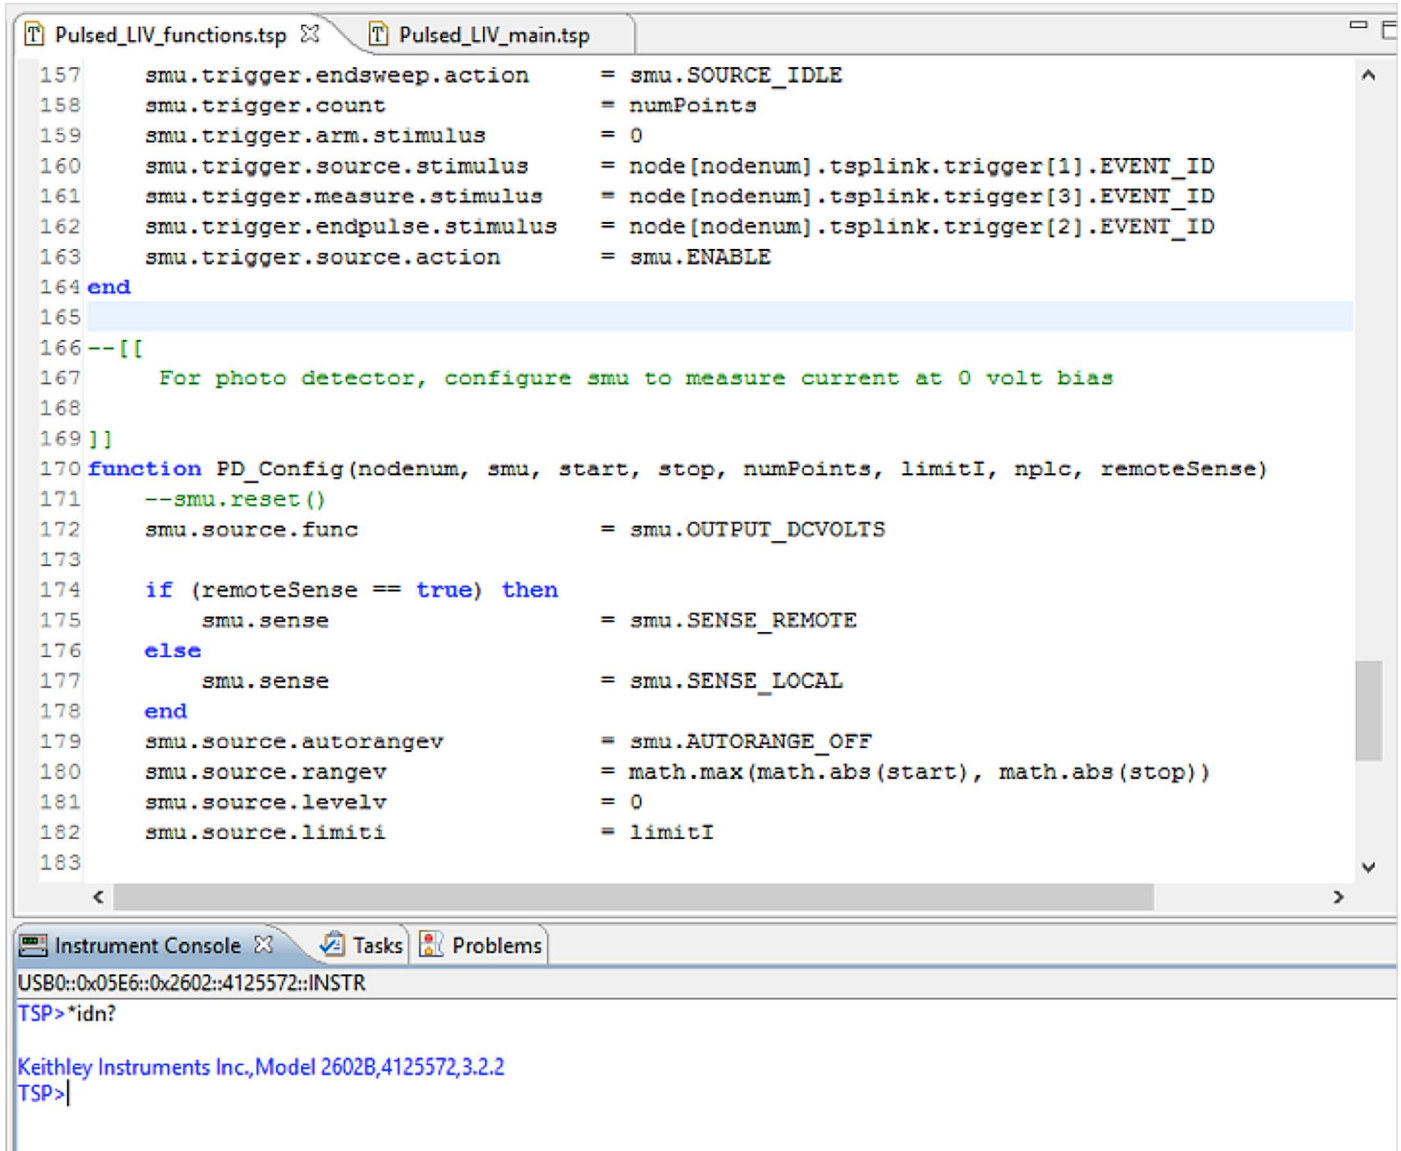 Pulsed_LIV_functions.tsp Pulsed_LIV_main.tsp
157 smu.trigger.endsweep.action = smu.SOURCE_IDLE
158 smu.trigger.count = numPoints
159 smu.trigger.arm.stimulus = 0
160 smu.trigger.source.stimulus = node[nodenum].tsplink.trigger[1].EVENT_ID
161 smu.trigger.measure.stimulus = node[nodenum].tsplink.trigger[3].EVENT_ID
162 smu.trigger.endpulse.stimulus = node[nodenum].tsplink.trigger[2].EVENT_ID
163 smu.trigger.source.action = smu.ENABLE
164 end
165
166 --[[
167 For photo detector, configure smu to measure current at 0 volt bias
168
169 ]]
170 function PD_Config(nodenum, smu, start, stop, numPoints, limitI, nplc, remoteSense)
171 --smu.reset()
172 smu.source.func = smu.OUTPUT_DCVOLTS
173
174 if (remoteSense == true) then
175 smu.sense = smu.SENSE_REMOTE
176 else
177 smu.sense = smu.SENSE_LOCAL
178 end
179 smu.source.autorangev = smu.AUTORANGE_OFF
180 smu.source.rangev = math.max(math.abs(start), math.abs(stop))
181 smu.source.levelv = 0
182 smu.source.limiti = limitI
183
Instrument Console Tasks Problems
USB0::0x05E6::0x2602::4125572::INSTR
TSP>*idn?
Keithley Instruments Inc.,Model 2602B,4125572,3.2.2
TSP>